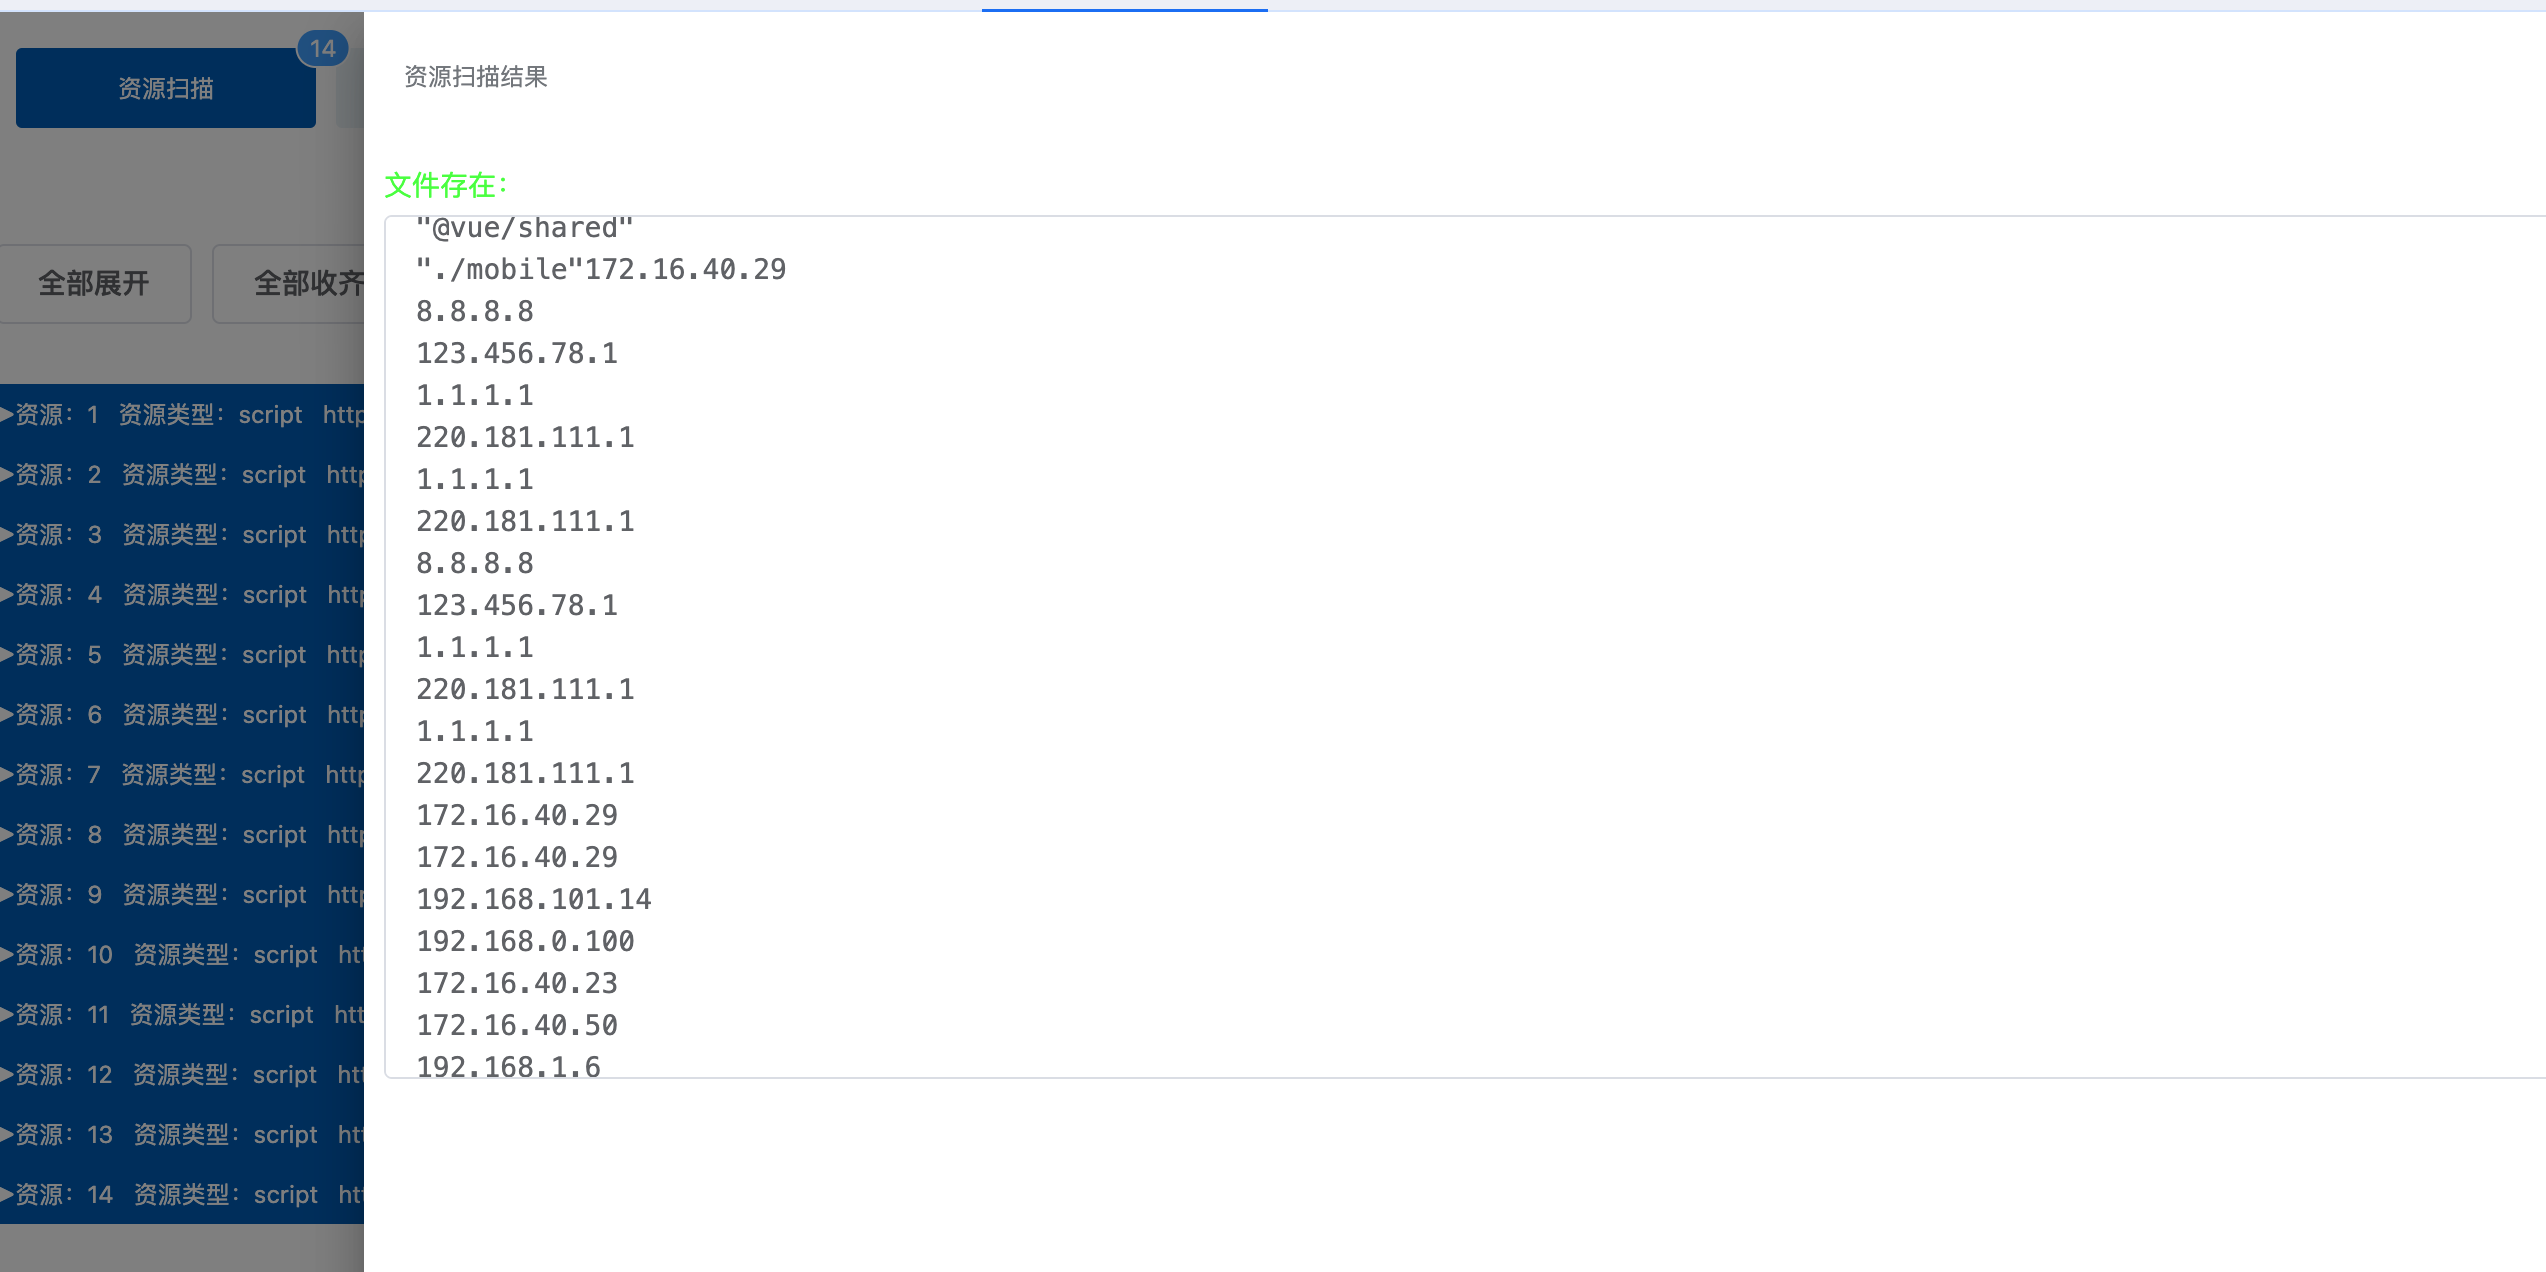 资源扫描
14
全部展开
全部收齐
资源：1 资源类型：script http
资源：2 资源类型：script http
资源：3 资源类型：script http
资源：4 资源类型：script http
资源：5 资源类型：script http
资源：6 资源类型：script http
资源：7 资源类型：script http
资源：8 资源类型：script http
资源：9 资源类型：script http
资源：10 资源类型：script htt
资源：11 资源类型：script htt
资源：12 资源类型：script htt
资源：13 资源类型：script htt
资源：14 资源类型：script htt
资源扫描结果
文件存在：
"@vue/shared"
"./mobile"172.16.40.29
8.8.8.8
123.456.78.1
1.1.1.1
220.181.111.1
1.1.1.1
220.181.111.1
8.8.8.8
123.456.78.1
1.1.1.1
220.181.111.1
1.1.1.1
220.181.111.1
172.16.40.29
172.16.40.29
192.168.101.14
192.168.0.100
172.16.40.23
172.16.40.50
192.168.1.6